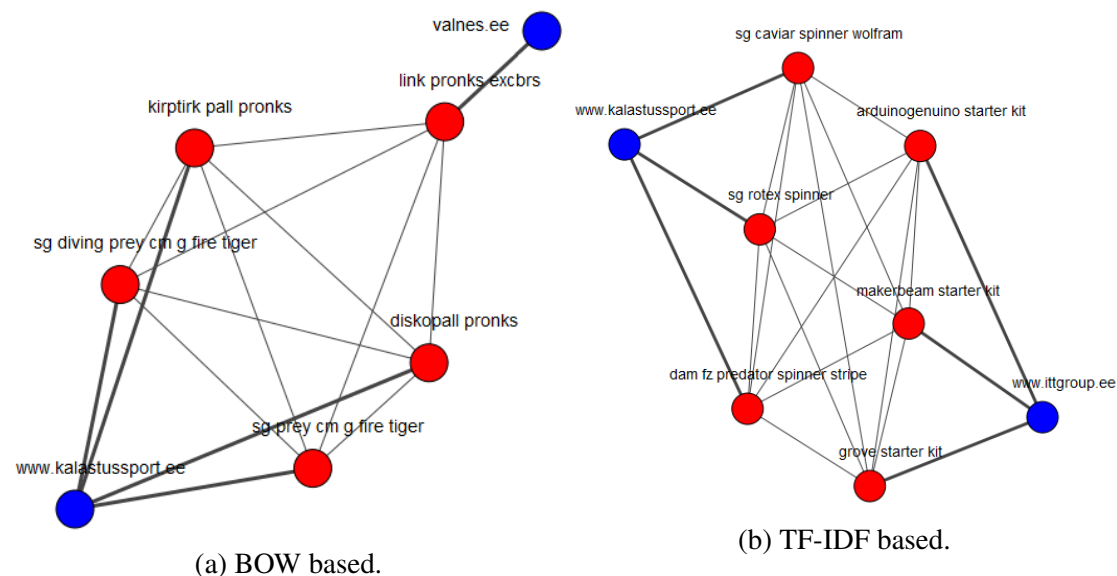 valnes.ee
link pronks excbrs
kirptirk pall pronks
sg diving prey cm g fire tiger
diskopall pronks
sg prey cm g fire tiger
www.kalastussport.ee
(a) BOW based.
sg caviar spinner wolfram
www.kalastussport.ee
arduinogenuino starter kit
sg rotex spinner
makerbeam starter kit
dam fz predator spinner stripe
www.ittgroup.ee
grove starter kit
(b) TF-IDF based.